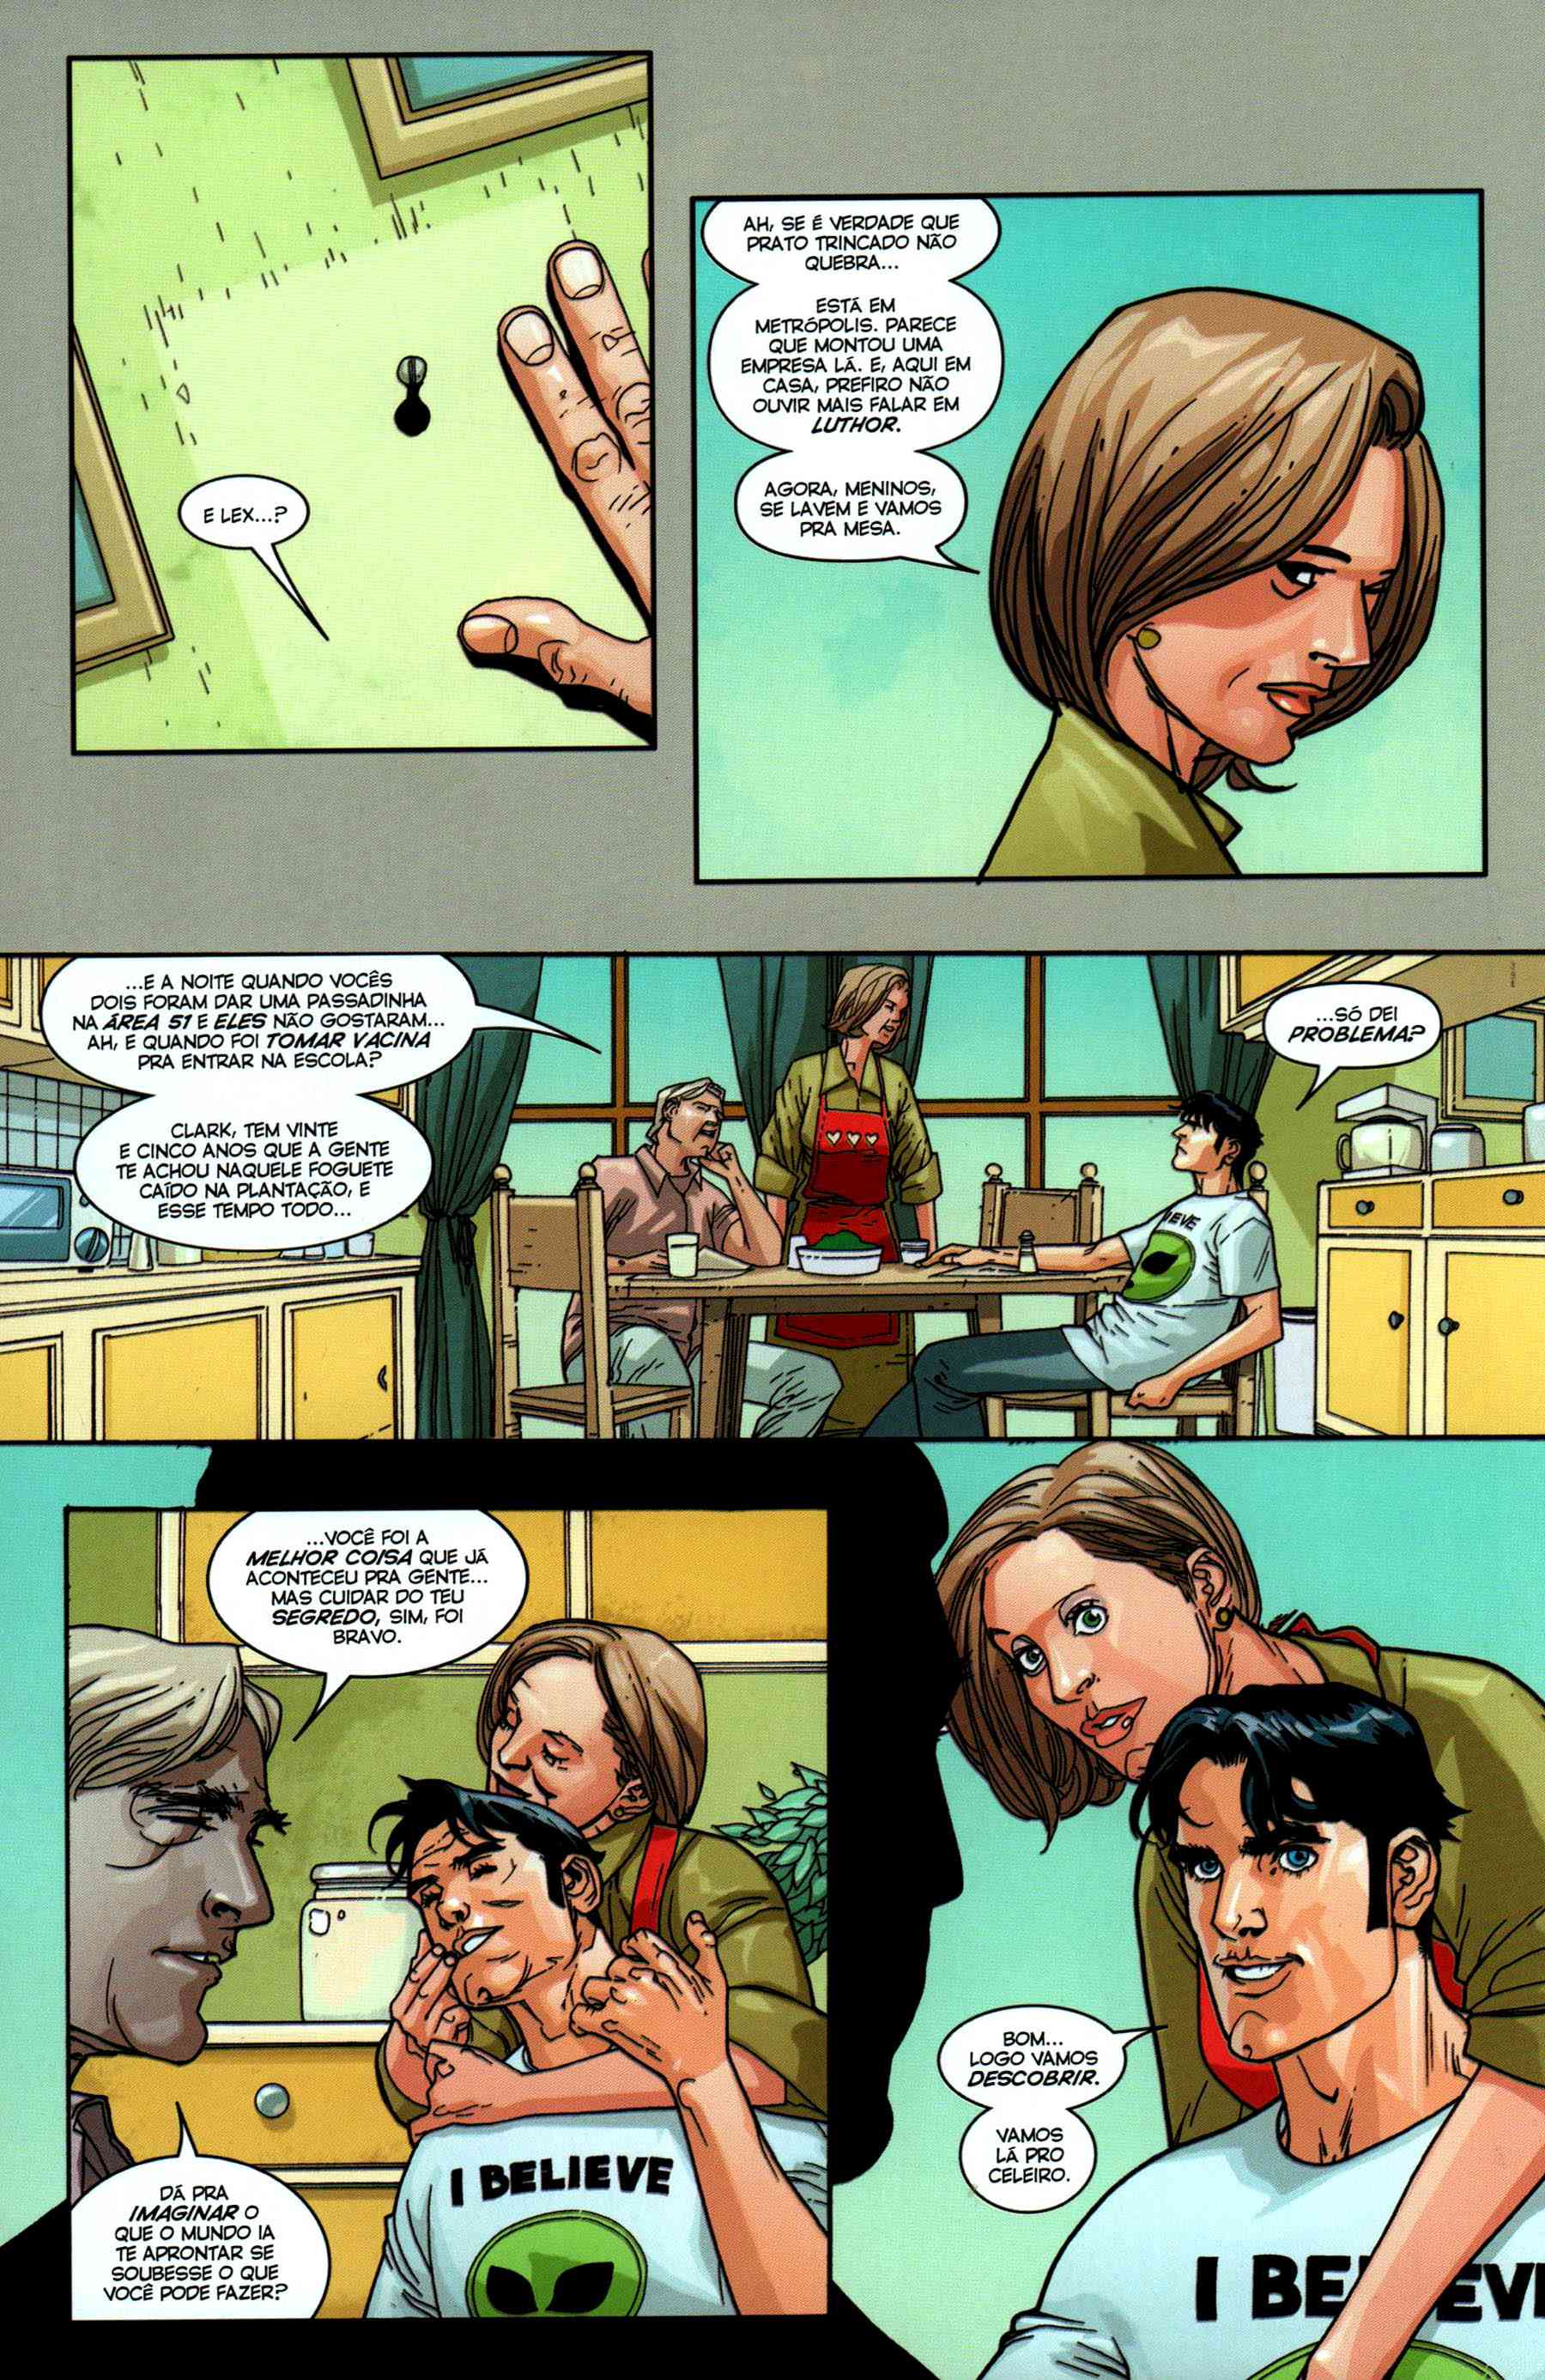 E LEX...?
AH, SE É VERDADE QUE
PRATO TRINCADO NÃO
QUEBRA...
ESTÁ EM
METRÓPOLIS. PARECE
QUE MONTOU UMA
EMPRESA LÁ. E, AQUI EM
CASA, PREFIRO NÃO
OUVIR MAIS FALAR EM
LUTHOR.
AGORA, MENINOS,
SE LAVEM E VAMOS
PRA MESA.
...E A NOITE QUANDO VOCÊS
DOIS FORAM DAR UMA PASSADINHA
NA ÁREA 51 E ELES NÃO GOSTARAM...
AH, E QUANDO FOI TOMAR VACINA
PRA ENTRAR NA ESCOLA?
...SÓ DEI
PROBLEMA?
CLARK, TEM VINTE
E CINCO ANOS QUE A GENTE
TE ACHOU NAQUELE FOGUETE
CAÍDO NA PLANTAÇÃO, E
ESSE TEMPO TODO...
IEVE
...VOCÊ FOI A
MELHOR COISA QUE JÁ
ACONTECEU PRA GENTE...
MAS CUIDAR DO TEU
SEGREDO, SIM, FOI
BRAVO.
I BELIEVE
DÁ PRA
IMAGINAR O
QUE O MUNDO IA
TE APRONTAR SE
SOUBESSE O QUE
VOCÊ PODE FAZER?
BOM...
LOGO VAMOS
DESCOBRIR.
VAMOS
LÁ PRO
CELEIRO.
I BE EVE